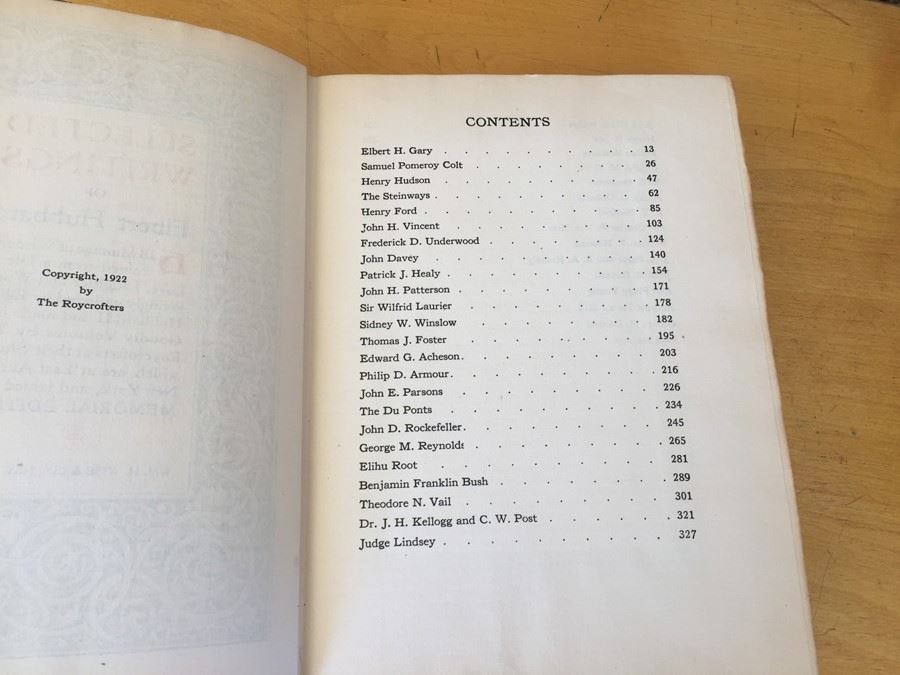 Copyright, 1922
by
The Roycrofters
CONTENTS
Elbert H. Gary . . . . . . . . . 13
Samuel Pomeroy Colt . . . . . . . 26
Henry Hudson . . . . . . . . 47
The Steinways . . . . . . . . . 62
Henry Ford . . . . . . . . . 85
John H. Vincent . . . . . . . . 103
Frederick D. Underwood . . . . . . . 124
John Davey . . . . . . . . . 140
Patrick J. Healy . . . . . . . . . 154
John H. Patterson . . . . . . . . 171
Sir Wilfrid Laurier . . . . . . . 178
Sidney W. Winslow . . . . . . . 182
Thomas J. Foster . . . . . . . 195
Edward G. Acheson . . . . . . . . 203
Philip D. Armour . . . . . . . . 216
John E. Parsons . . . . . . . . 226
The Du Ponts . . . . . . . . 234
John D. Rockefeller . . . . . . . . 245
George M. Reynolds . . . . . . . 265
Elihu Root . . . . . . . . 281
Benjamin Franklin Bush . . . . . . . 289
Theodore N. Vail . . . . . . . . 301
Dr. J. H. Kellogg and C. W. Post . . . . . . 321
Judge Lindsey . . . . . . . . . . 327